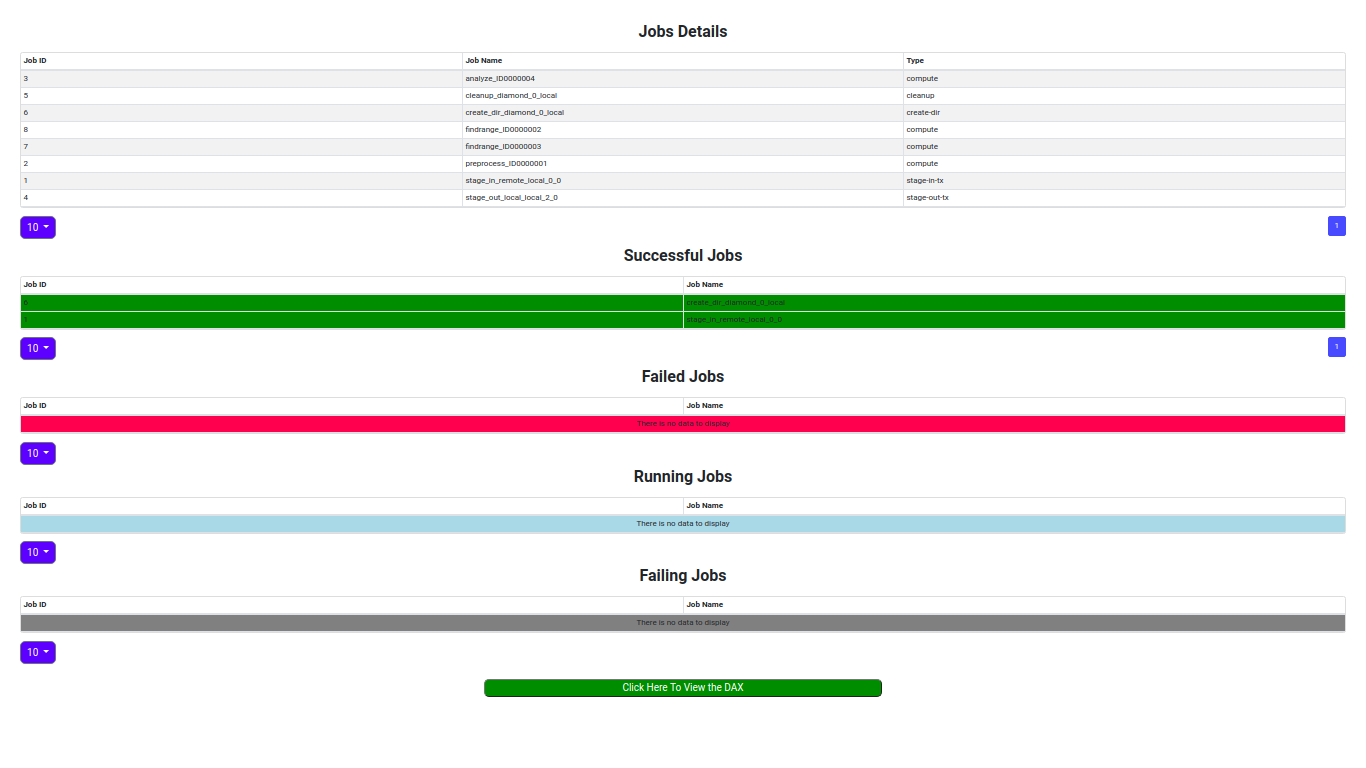 Jobs Details
Job ID Job Name Type
3 analyze_ID0000004 compute
5 cleanup_diamond_0_local cleanup
6 create_dir_diamond_0_local create-dir
8 findrange_ID0000002 compute
7 findrange_ID0000003 compute
2 preprocess_ID0000001 compute
1 stage_in_remote_local_0_0 stage-in-tx
4 stage_out_local_local_2_0 stage-out-tx
10 1
Successful Jobs
Job ID Job Name
6 create_dir_diamond_0_local
1 stage_in_remote_local_0_0
10 1
Failed Jobs
Job ID Job Name
There is no data to display
10
Running Jobs
Job ID Job Name
There is no data to display
10
Failing Jobs
Job ID Job Name
There is no data to display
10
Click Here To View the DAX